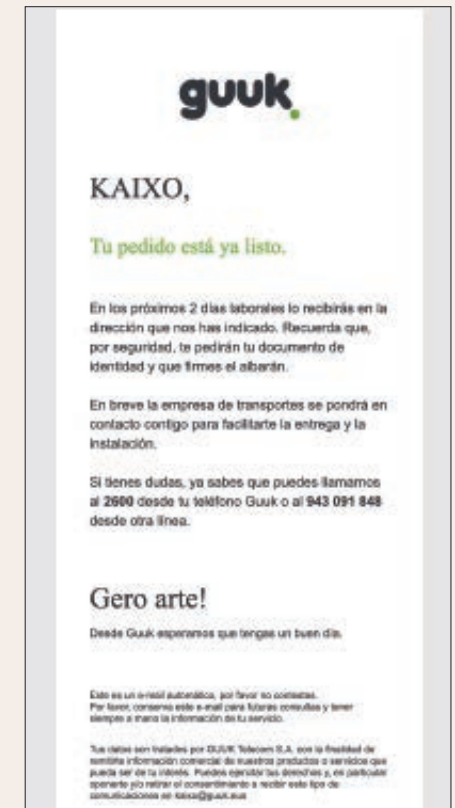 guuk.
KAIXO,
Tu pedido está ya listo.
En los próximos 2 días laborales lo recibirás en la
dirección que nos has indicado. Recuerda que,
por seguridad, te pedirán tu documento de
identidad y que firmes el albarán.
En breve la empresa de transportes se pondrá en
contacto contigo para facilitarte la entrega y la
instalación.
Si tienes dudas, ya sabes que puedes llamarnos
al 2600 desde tu teléfono Guuk o al 943 091 848
desde otra línea.
Gero arte!
Desde Guuk esperamos que tengas un buen día.
Este es un e-mail automático, por favor no contestes.
Por favor, conserva este e-mail para futuras consultas y tener
siempre a mano la información de tu servicio.
Tus datos son tratados por GUUK Telecom S.A. con la finalidad de
remitirte información comercial de nuestros productos o servicios que
pueda ser de tu interés. Puedes ejercitar tus derechos y, en particular
oponerte y/o retirar el consentimiento a recibir este tipo de
comunicaciones en kaixo@guuk.eus